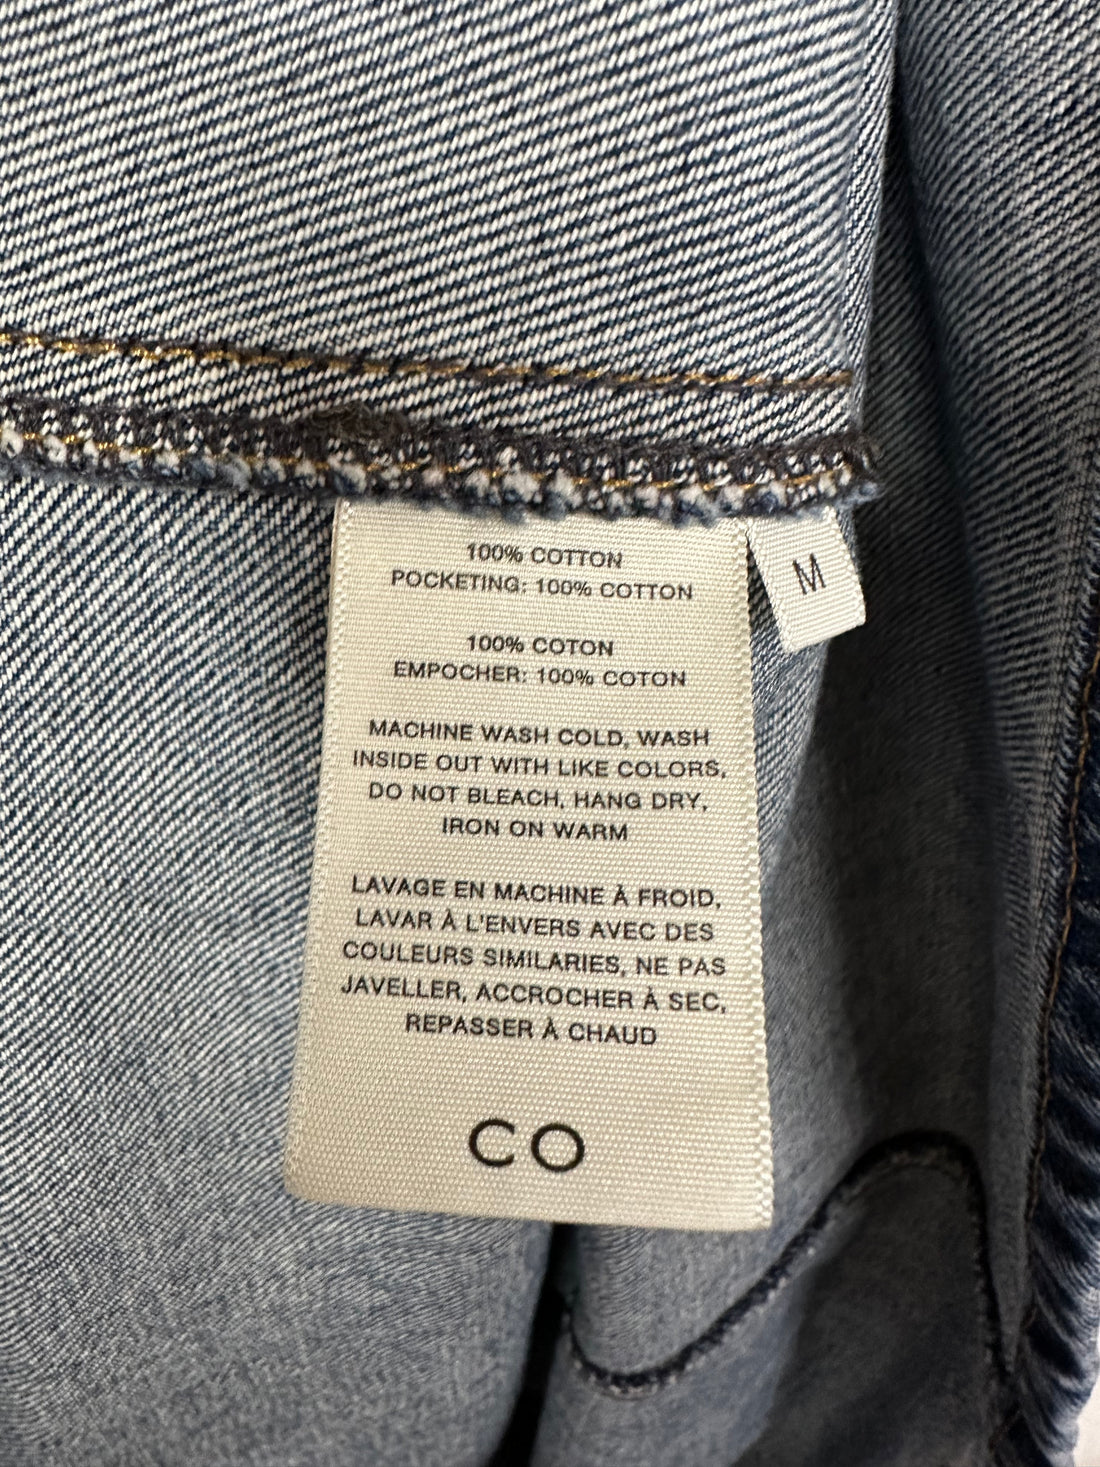 100% COTTON
POCKETING: 100% COTTON
M
100% COTON
EMPOCHER: 100% COTON
MACHINE WASH COLD, WASH
INSIDE OUT WITH LIKE COLORS,
DO NOT BLEACH, HANG DRY,
IRON ON WARM
LAVAGE EN MACHINE À FROID,
LAVAR À L'ENVERS AVEC DES
COULEURS SIMILARIES, NE PAS
JAVELLER, ACCROCHER À SEC,
REPASSER À CHAUD
CO